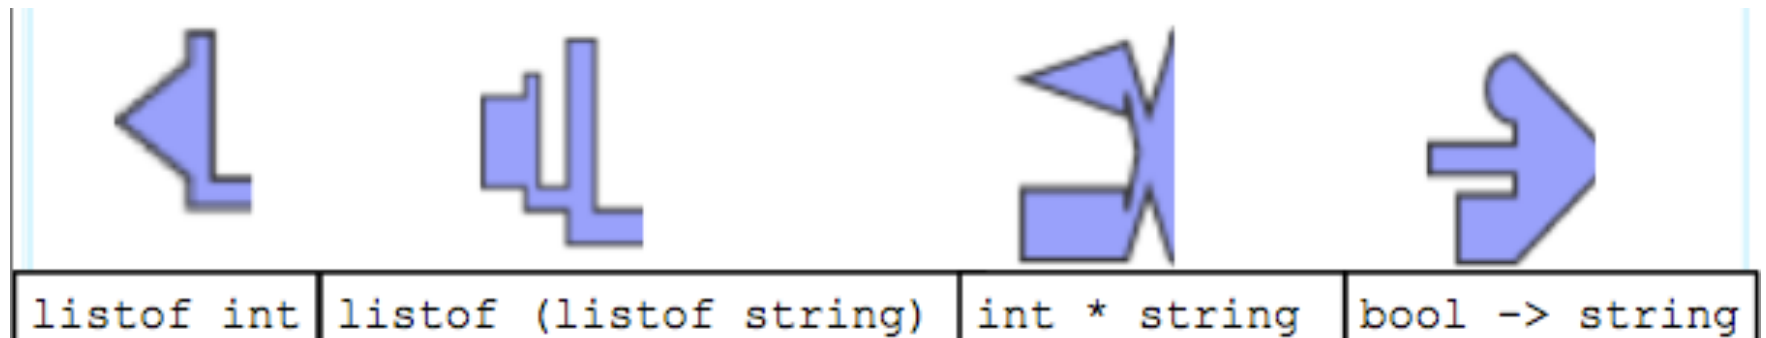 listof int
listof (listof string)
int * string
bool -> string